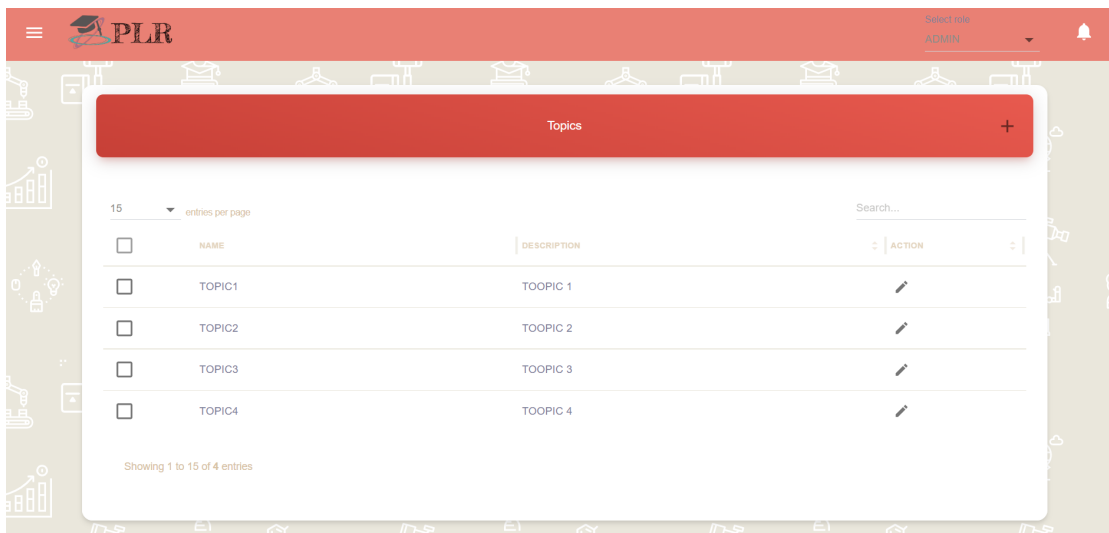 PLR
Select role
ADMIN
Topics
15 entries per page
Search...
NAME DESCRIPTION ACTION
TOPIC1 TOOPIC 1
TOPIC2 TOOPIC 2
TOPIC3 TOOPIC 3
TOPIC4 TOOPIC 4
Showing 1 to 15 of 4 entries